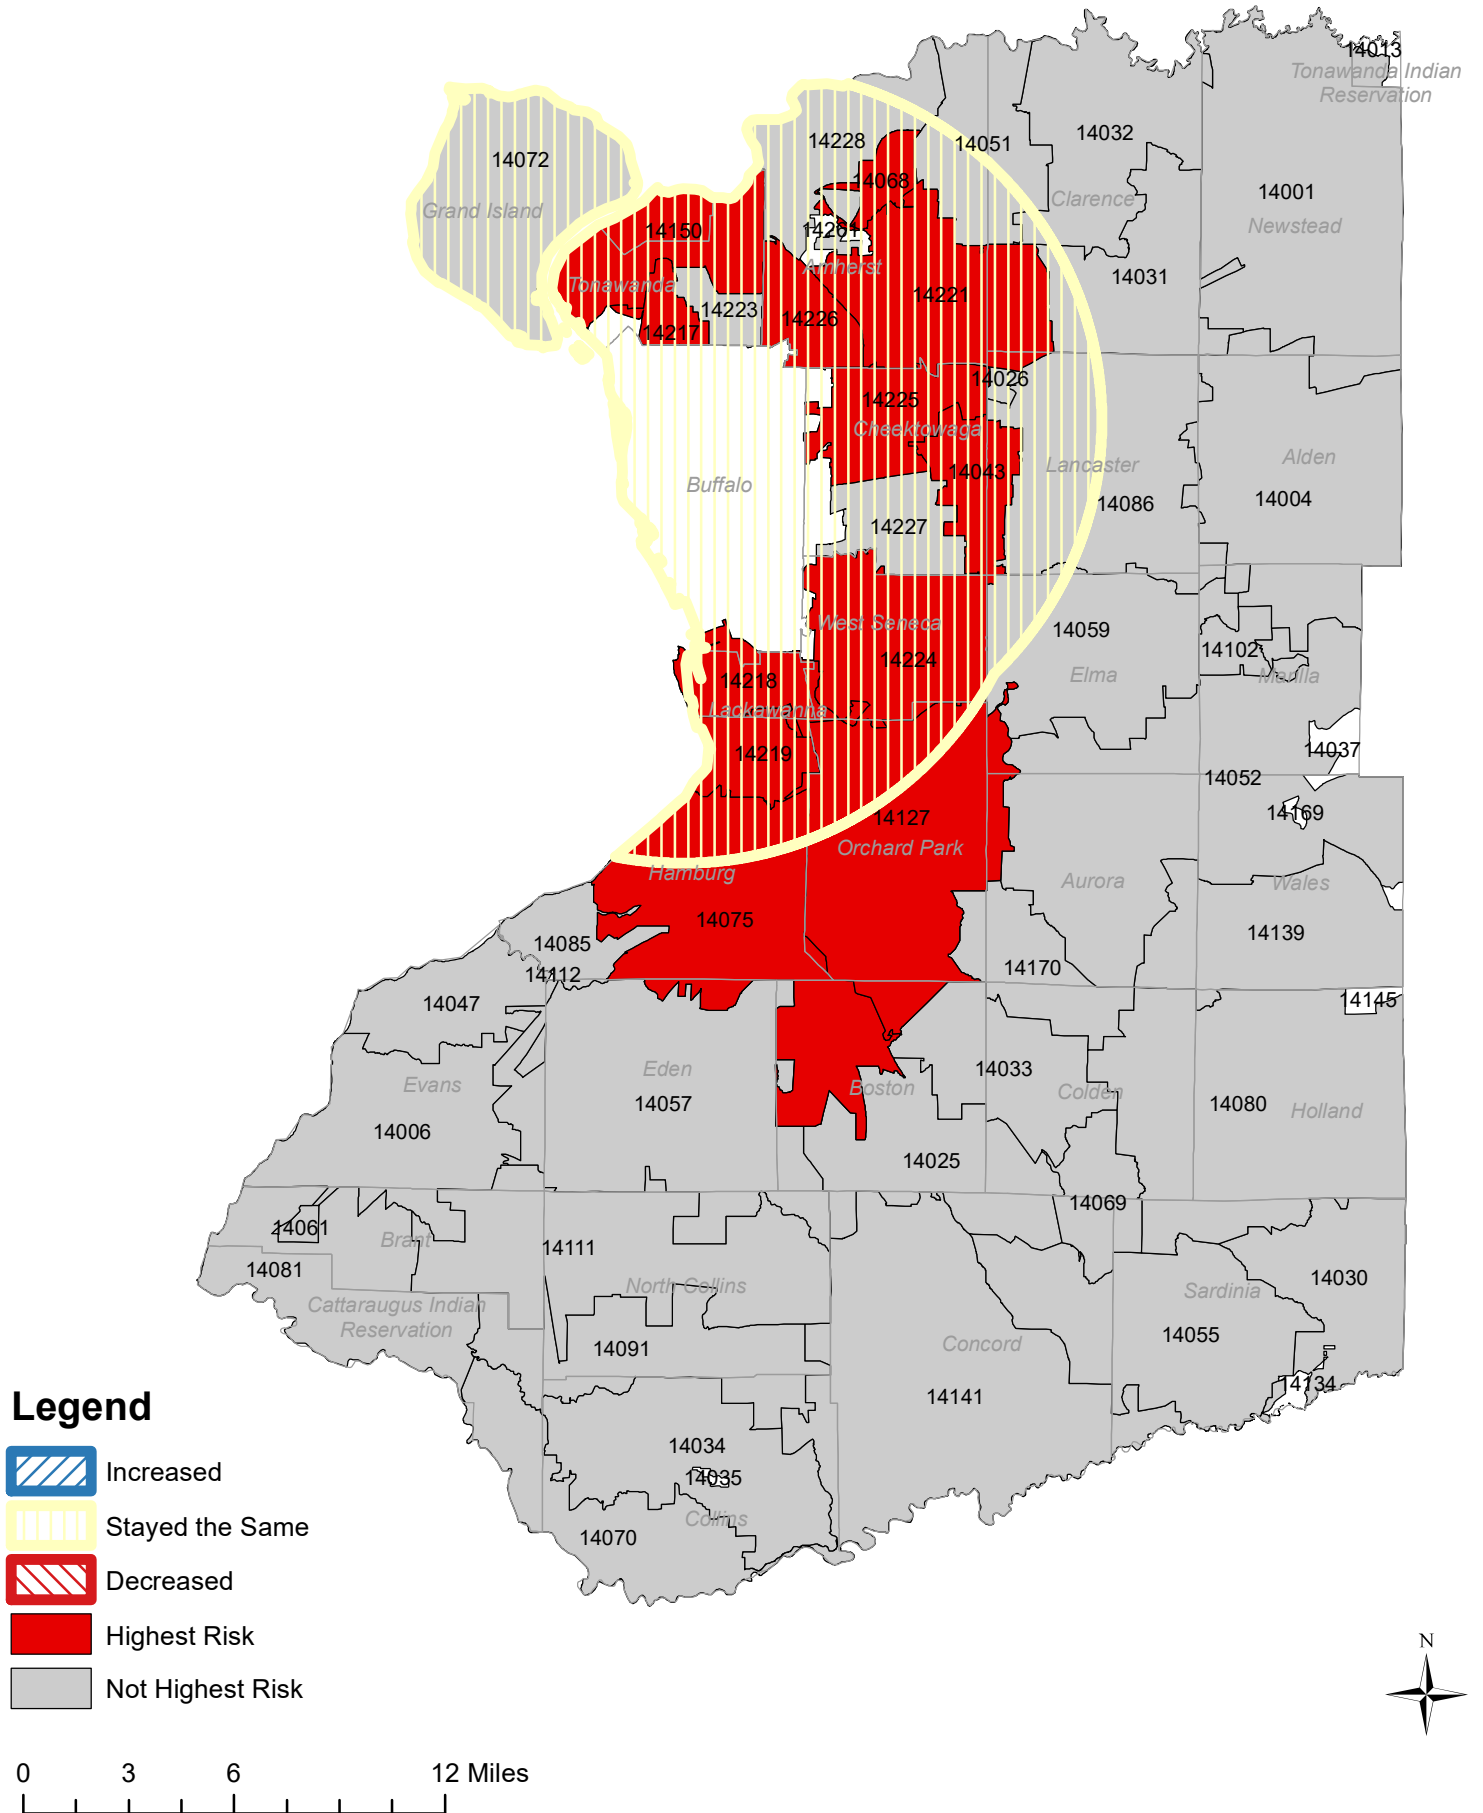 14013
Tonawanda Indian
Reservation
14072
Grand Island
14228
14051
14032
14068
Clarence
14001
Newstead
14150
14261
Amherst
14031
Tonawanda
14223
14221
14217
14226
14026
14225
Cheektowaga
14043
Lancaster
14086
Alden
14004
Buffalo
14227
West Seneca
14224
14059
Elma
14102
Marilla
14218
Lackawanna
14219
14037
14052
14169
14127
Orchard Park
Hamburg
14075
Aurora
Wales
14139
14085
14112
14170
14047
14145
Evans
14006
Eden
14057
Boston
14033
Colden
14080
Holland
14025
14069
14061
Brant
14111
14081
Cattaraugus Indian
Reservation
North Collins
14091
Concord
14141
Sardinia
14030
14055
14134
14034
14035
Collins
14070
Legend
Increased
Stayed the Same
Decreased
Highest Risk
Not Highest Risk
N
0 3 6 12 Miles